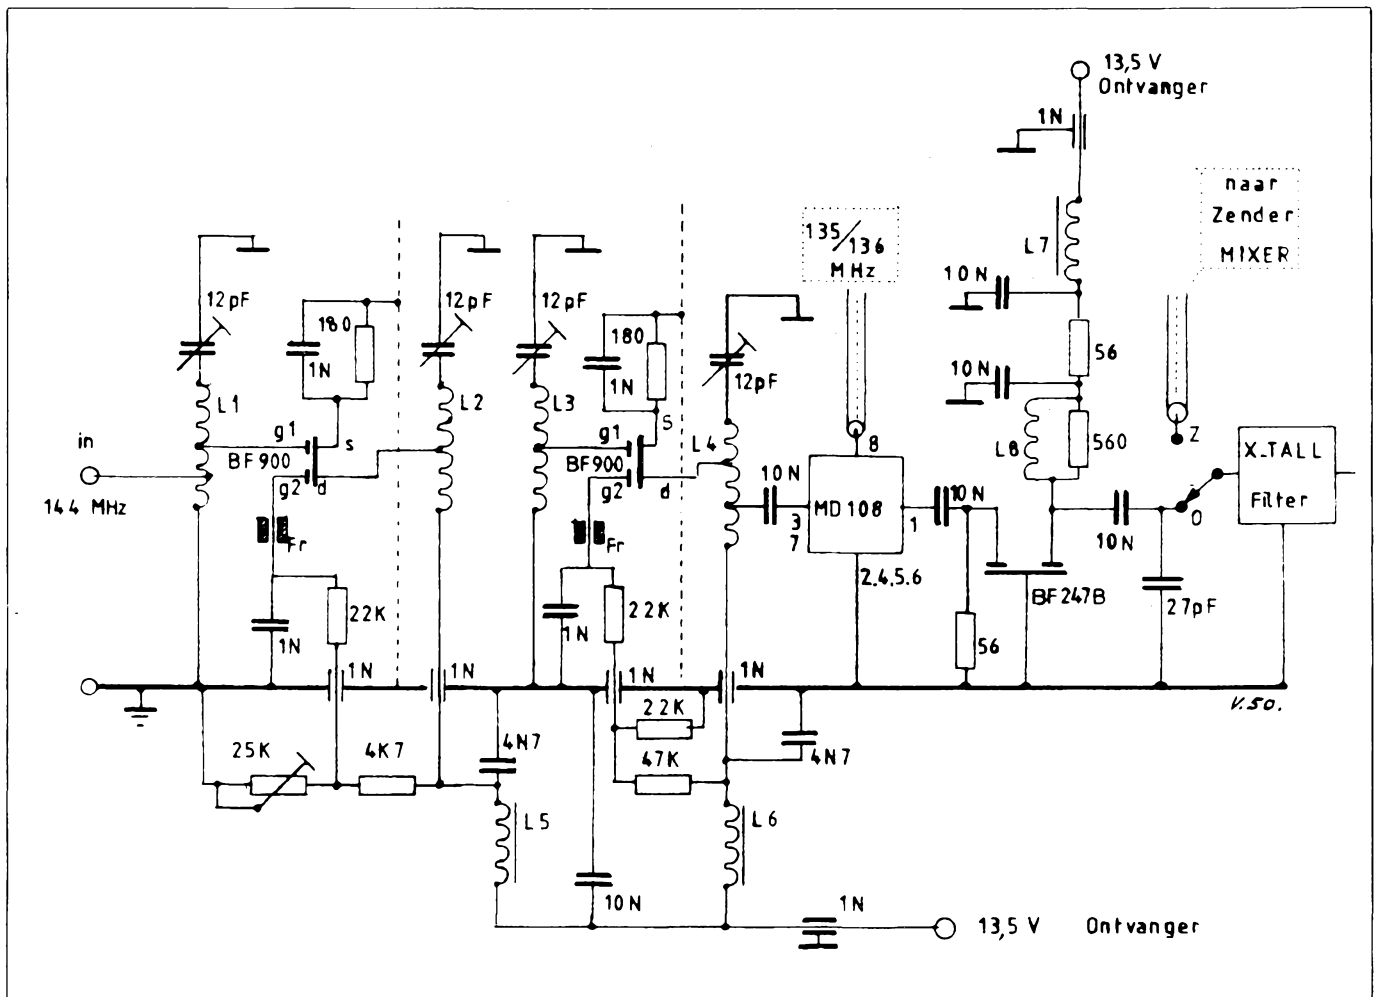 13,5 V
Ontvanger
1N
naar
Zender
MIXER
135/136
MHz
L7
10N
12pF
180
1N
12pF
12pF
180
1N
12pF
56
10N
L1
L2
L3
L4
L8
560
Z
in
144 MHz
g1
BF900
g2
s
d
g1
BF900
g2
S
d
10N
8
3
7
MD108
1
2.4.5.6
10N
10N
O
X-TALL
Filter
Fr
Fr
22K
1N
22K
1N
56
BF247B
27pF
1N
1N
1N
1N
V.50.
25K
4K7
4N7
22K
47K
4N7
L5
L6
10N
1N
13,5 V Ontvanger